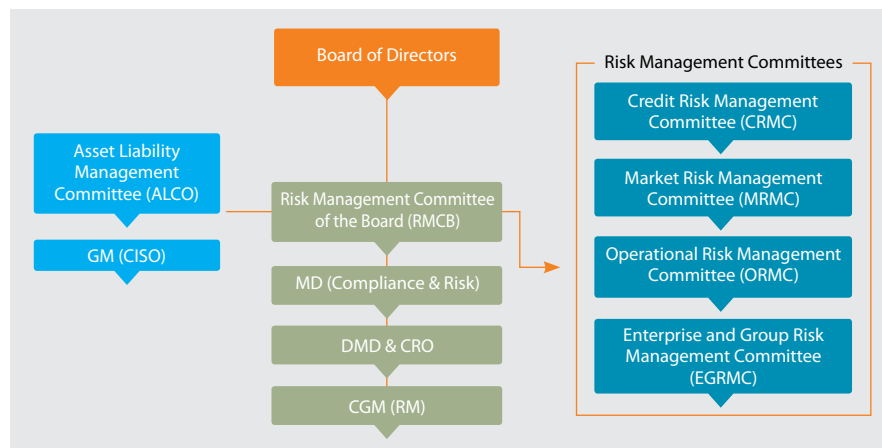 Board of Directors
Asset Liability
Management
Committee (ALCO)
GM (CISO)
Risk Management Committee
of the Board (RMCB)
MD (Compliance & Risk)
DMD & CRO
CGM (RM)
Risk Management Committees
Credit Risk Management
Committee (CRMC)
Market Risk Management
Committee (MRMC)
Operational Risk Management
Committee (ORMC)
Enterprise and Group Risk
Management Committee
(EGRMC)